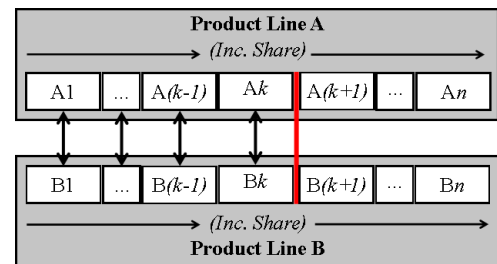 Product Line A
(Inc. Share)
A1 ... A(k-1) Ak A(k+1) ... An
B1 ... B(k-1) Bk B(k+1) ... Bn
(Inc. Share)
Product Line B